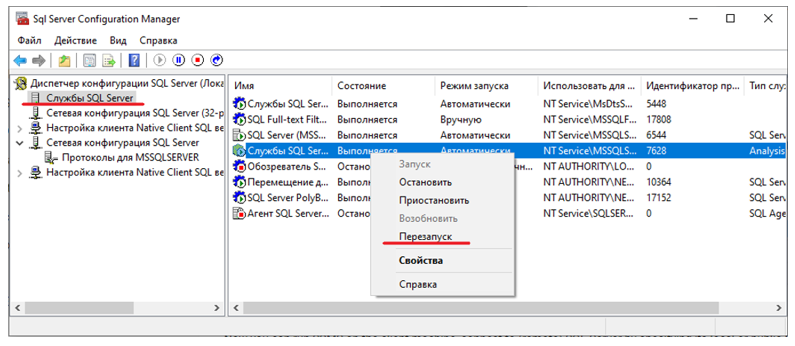 Sql Server Configuration Manager
Файл Действие Вид Справка
Диспетчер конфигурации SQL Server (Лока
Службы SQL Server
Сетевая конфигурация SQL Server (32-р
Настройка клиента Native Client SQL ве
Сетевая конфигурация SQL Server
Протоколы для MSSQLSERVER
Настройка клиента Native Client SQL ве
Имя Состояние Режим запуска Использовать для ... Идентификатор пр... Тип слу:
Службы SQL Ser... Выполняется Автоматически NT Service\MsDtsS... 5448
SQL Full-text Filt... Выполняется Вручную NT Service\MSSQLF... 17808
SQL Server (MSS... Выполняется Автоматически NT Service\MSSQLS... 6544 SQL Serv
Службы SQL Ser... Выполняется Автоматически NT Service\MSSQLS... 7628 Analysis
Обозреватель S... Остано NT AUTHORITY\LO... 0
Перемещение д... Выполн NT AUTHORITY\NE... 10364 SQL Serv
SQL Server PolyB... Выполн NT AUTHORITY\NE... 17152 SQL Serv
Агент SQL Server... Остано NT Service\SQLSER... 0 SQL Age
Запуск
Остановить
Приостановить
Возобновить
Перезапуск
Свойства
Справка